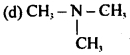 (d) CH₃ – N – CH₃
CH₃